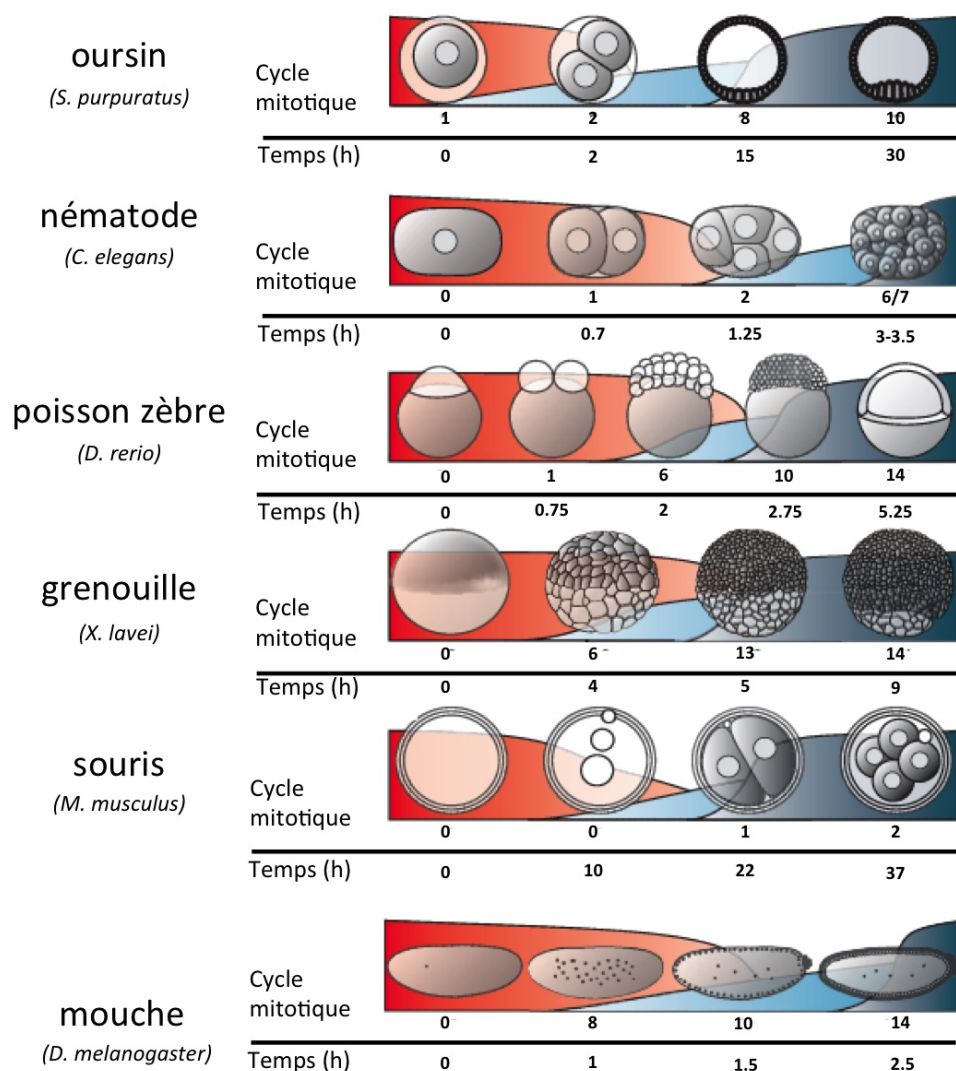 oursin
(S. purpuratus)
Cycle
mitotique
1 2 8 10
Temps (h) 0 2 15 30
nématode
(C. elegans)
Cycle
mitotique
0 1 2 6/7
Temps (h) 0 0.7 1.25 3-3.5
poisson zèbre
(D. rerio)
Cycle
mitotique
0 1 6 10 14
Temps (h) 0 0.75 2 2.75 5.25
grenouille
(X. lavei)
Cycle
mitotique
0 6 13 14
Temps (h) 0 4 5 9
souris
(M. musculus)
Cycle
mitotique
0 0 1 2
Temps (h) 0 10 22 37
mouche
(D. melanogaster)
Cycle
mitotique
0 8 10 14
Temps (h) 0 1 1.5 2.5